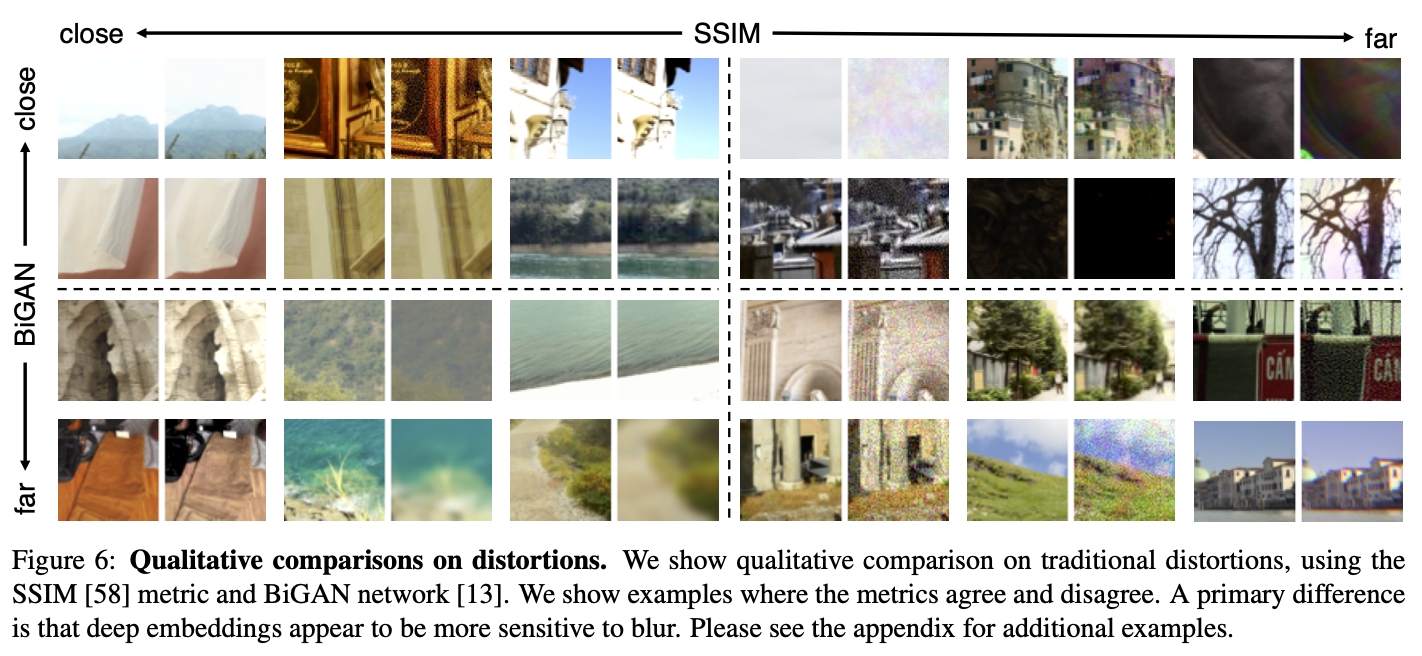 close SSIM far
close
BiGAN
far
CẤN
CẤN
Figure 6: Qualitative comparisons on distortions. We show qualitative comparison on traditional distortions, using the
SSIM [58] metric and BiGAN network [13]. We show examples where the metrics agree and disagree. A primary difference
is that deep embeddings appear to be more sensitive to blur. Please see the appendix for additional examples.